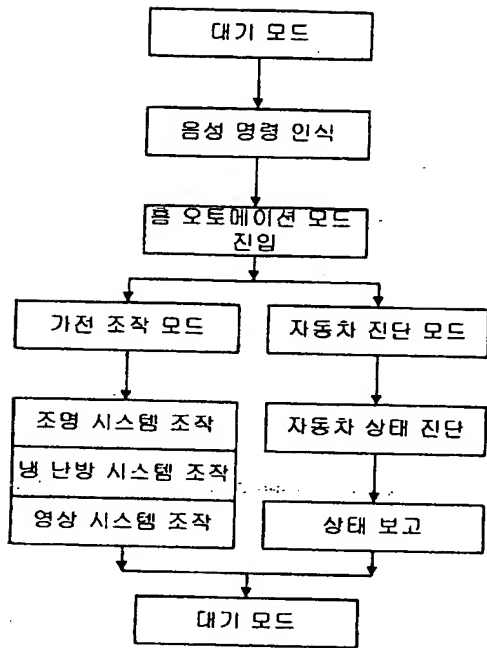 대기 모드
음성 명령 인식
홈 오토메이션 모드
진입
가전 조작 모드
자동차 진단 모드
조명 시스템 조작
자동차 상태 진단
냉 난방 시스템 조작
영상 시스템 조작
상태 보고
대기 모드